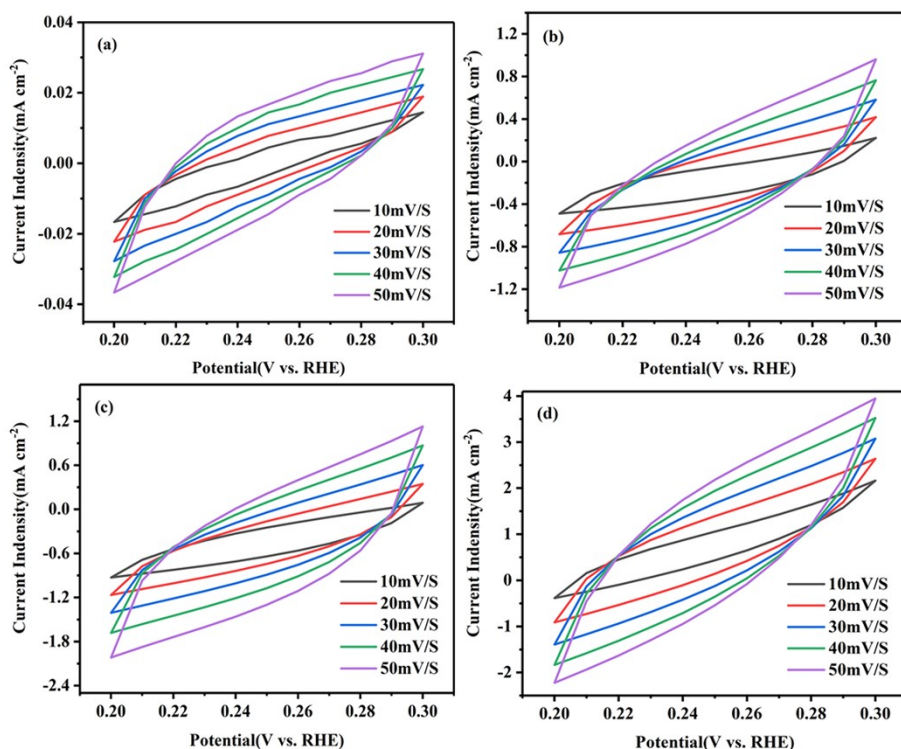 (a)
Current Indensity(mA cm-2)
0.04
0.02
0.00
-0.02
-0.04
10mV/S
20mV/S
30mV/S
40mV/S
50mV/S
0.20 0.22 0.24 0.26 0.28 0.30
Potential(V vs. RHE)
(b)
Current Indensity(mA cm-2)
1.2
0.8
0.4
0.0
-0.4
-0.8
-1.2
10mV/S
20mV/S
30mV/S
40mV/S
50mV/S
0.20 0.22 0.24 0.26 0.28 0.30
Potential(V vs. RHE)
(c)
Current Indensity(mA cm-2)
1.2
0.6
0.0
-0.6
-1.2
-1.8
-2.4
10mV/S
20mV/S
30mV/S
40mV/S
50mV/S
0.20 0.22 0.24 0.26 0.28 0.30
Potential(V vs. RHE)
(d)
Current Indensity(mA cm-2)
4
3
2
1
0
-1
-2
10mV/S
20mV/S
30mV/S
40mV/S
50mV/S
0.20 0.22 0.24 0.26 0.28 0.30
Potential(V vs. RHE)